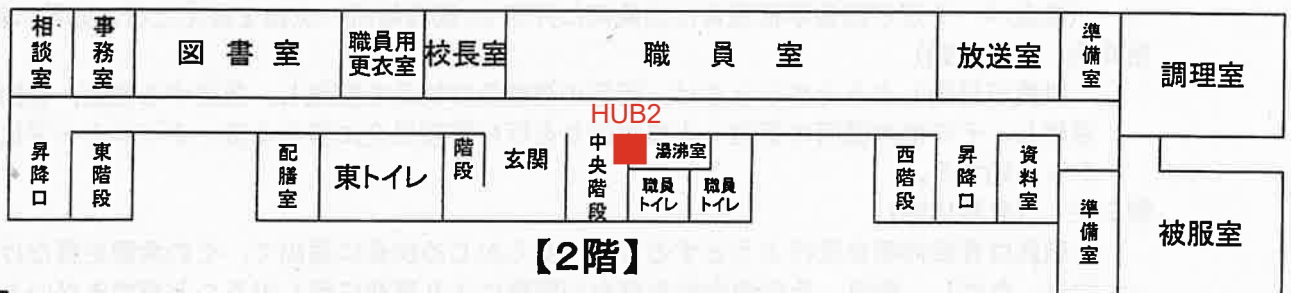 相談室
事務室
図書室
職員用
更衣室
校長室
職員室
放送室
準備室
調理室
HUB2
昇降口
東階段
配膳室
東トイレ
階段
玄関
中央階段
湯沸室
職員
トイレ
職員
トイレ
西階段
昇降口
資料室
準備室
被服室
【2階】